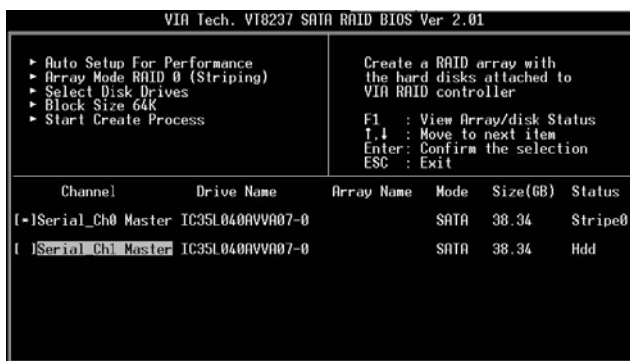 VIA Tech. VT8237 SATA RAID BIOS Ver 2.01
► Auto Setup For Performance
► Array Mode RAID 0 (Striping)
► Select Disk Drives
► Block Size 64K
► Start Create Process
Create a RAID array with
the hard disks attached to
VIA RAID controller
F1 : View Array/disk Status
↑,↓ : Move to next item
Enter: Confirm the selection
ESC : Exit
Channel Drive Name Array Name Mode Size(GB) Status
[*]Serial_Ch0 Master IC35L040AVVA07-0 SATA 38.34 Stripe0
[ ]Serial_Ch1 Master IC35L040AVVA07-0 SATA 38.34 Hdd